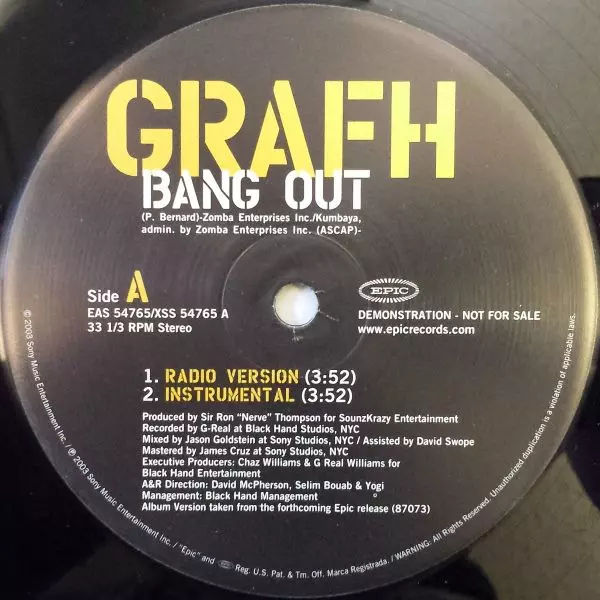 GRAFH
BANG OUT
(P. Bernard)-Zomba Enterprises Inc./Kumbaya,
admin. by Zomba Enterprises Inc. (ASCAP)-
Side A
EAS 54765/XSS 54765 A
33 1/3 RPM Stereo
EPIC
DEMONSTRATION - NOT FOR SALE
www.epicrecords.com
1. RADIO VERSION (3:52)
2. INSTRUMENTAL (3:52)
Produced by Sir Ron "Nerve" Thompson for SounzKrazy Entertainment
Recorded by G-Real at Black Hand Studios, NYC
Mixed by Jason Goldstein at Sony Studios, NYC / Assisted by David Swope
Mastered by James Cruz at Sony Studios, NYC
Executive Producers: Chaz Williams & G Real Williams for
Black Hand Entertainment
A&R Direction: David McPherson, Selim Bouab & Yogi
Management: Black Hand Management
Album Version taken from the forthcoming Epic release (87073)
© 2003 Sony Music Entertainment Inc. / ℗ 2003 Sony Music Entertainment Inc. / "Epic" and EPIC Reg. U.S. Pat. & Tm. Off. Marca Registrada. / WARNING: All Rights Reserved. Unauthorized duplication is a violation of applicable laws.